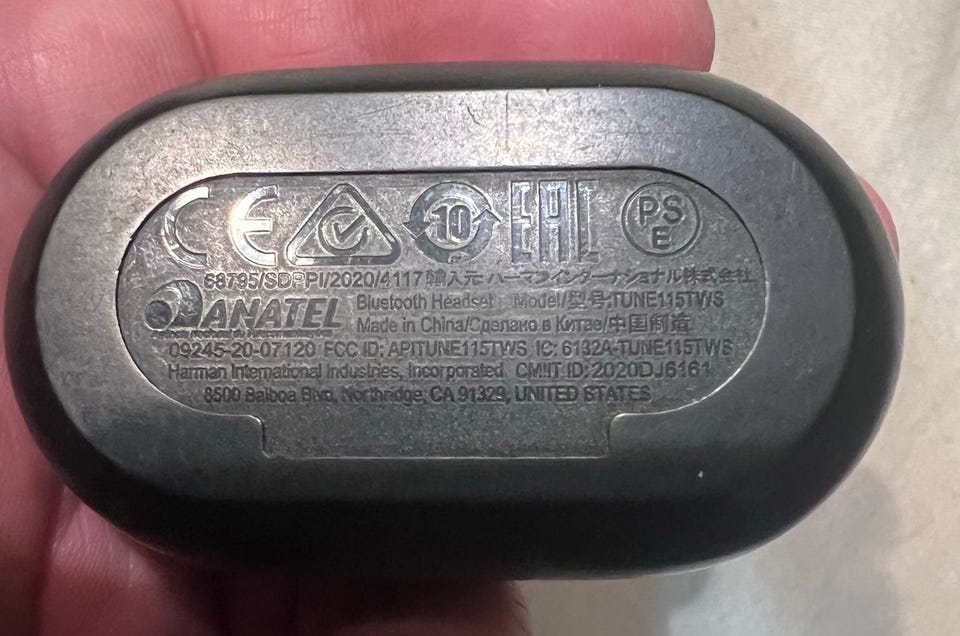 CE 10 EAC PSE
68795/SDPPI/2020/4117 輸入元 ハーマンインターナショナル株式会社
ANATEL Bluetooth Headset Model/型号:TUNE115TWS
Made in China/Сделано в Китае/中国制造
09245-20-07120 FCC ID: APITUNE115TWS IC: 6132A-TUNE115TWS
Harman International Industries, Incorporated CMIIT ID: 2020DJ6161
8500 Balboa Blvd, Northridge, CA 91329, UNITED STATES